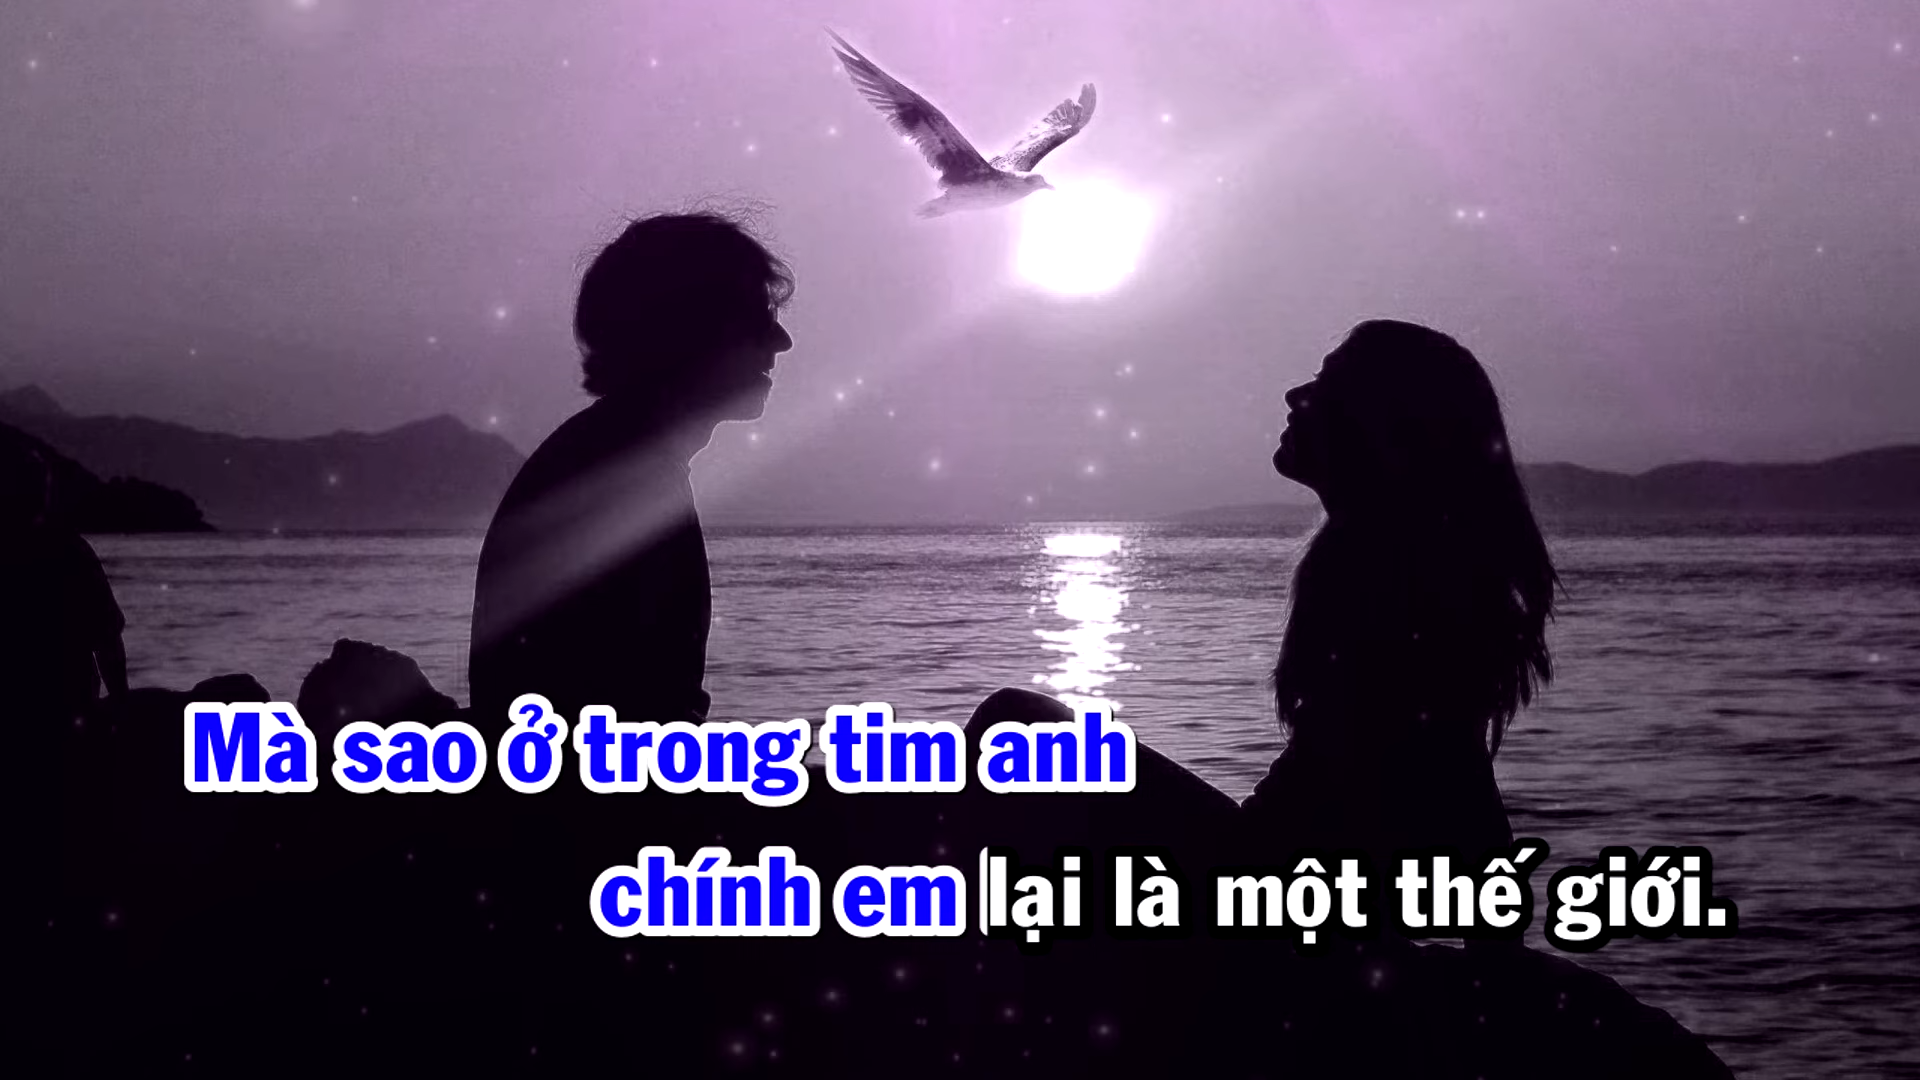 Mà sao ở trong tim anh
chính em lại là một thế giới.